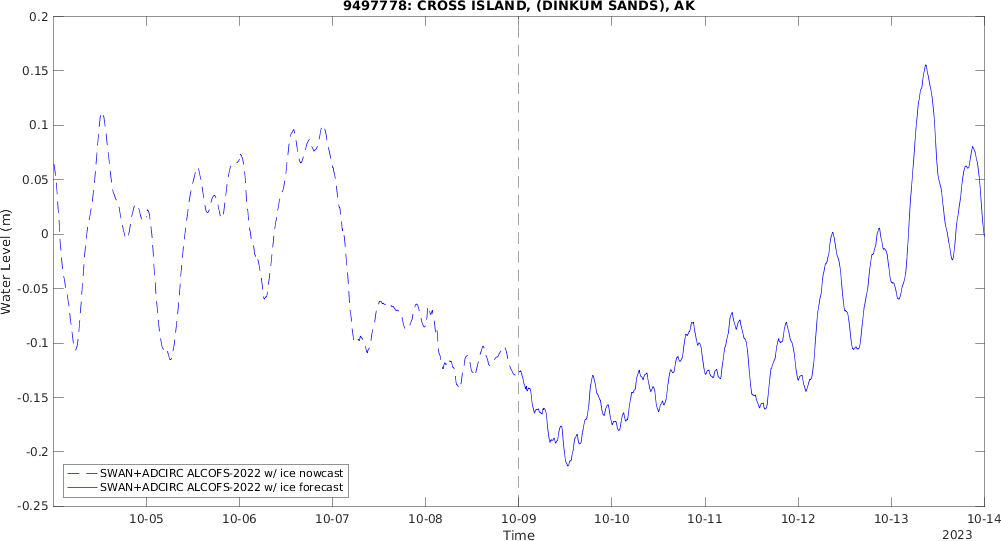 9497778: CROSS ISLAND, (DINKUM SANDS), AK
0.2
0.15
0.1
0.05
0
-0.05
-0.1
-0.15
-0.2
-0.25
Water Level (m)
SWAN+ADCIRC ALCOFS-2022 w/ ice nowcast
SWAN+ADCIRC ALCOFS-2022 w/ ice forecast
10-05 10-06 10-07 10-08 10-09 10-10 10-11 10-12 10-13 10-14
Time
2023